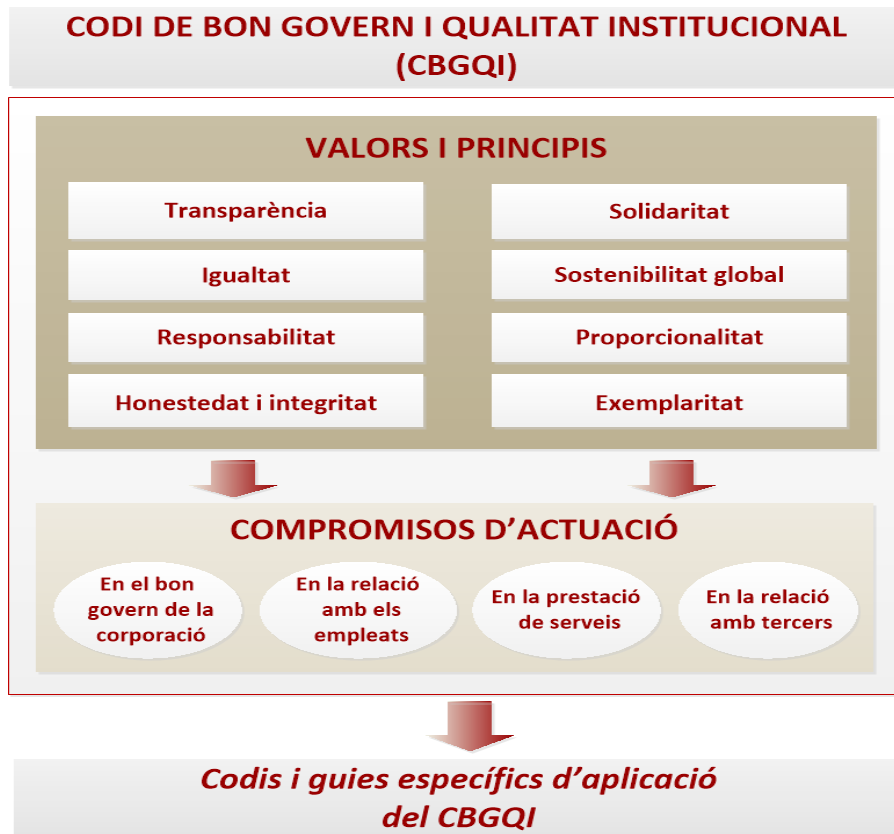 CODI DE BON GOVERN I QUALITAT INSTITUCIONAL
(CBGQI)
VALORS I PRINCIPIS
Transparència
Solidaritat
Igualtat
Sostenibilitat global
Responsabilitat
Proporcionalitat
Honestedat i integritat
Exemplaritat
COMPROMISOS D’ACTUACIÓ
En el bon
govern de la
corporació
En la relació
amb els
empleats
En la prestació
de serveis
En la relació
amb tercers
Codis i guies específics d’aplicació
del CBGQI